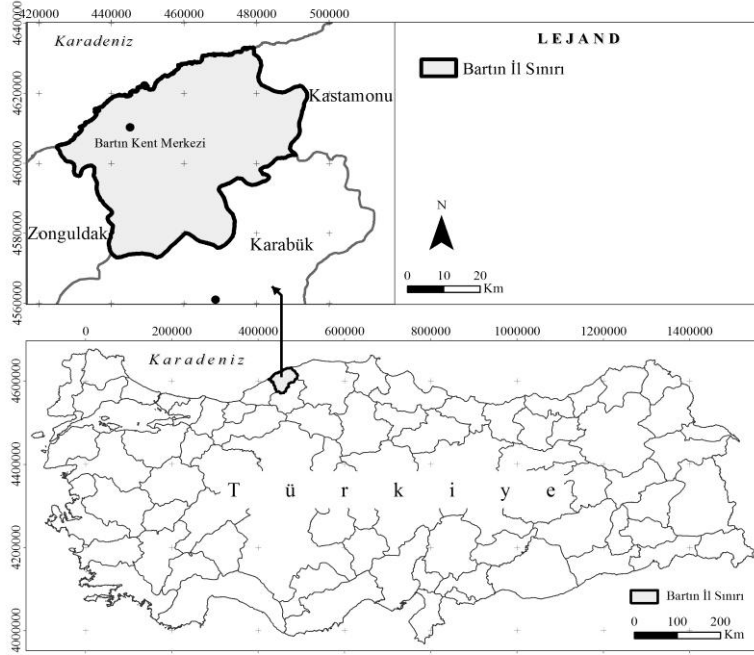 420000 440000 460000 480000 500000
4640000
4620000
4600000
4580000
4560000
Karadeniz
Kastamonu
Bartın Kent Merkezi
Zonguldak
Karabük
LEJAND
Bartın İl Sınırı
N
0 10 20
Km
0 200000 400000 600000 800000 1000000 1200000 1400000
4600000
4400000
4200000
4000000
Karadeniz
Türkiye
Bartın İl Sınırı
0 100 200
Km